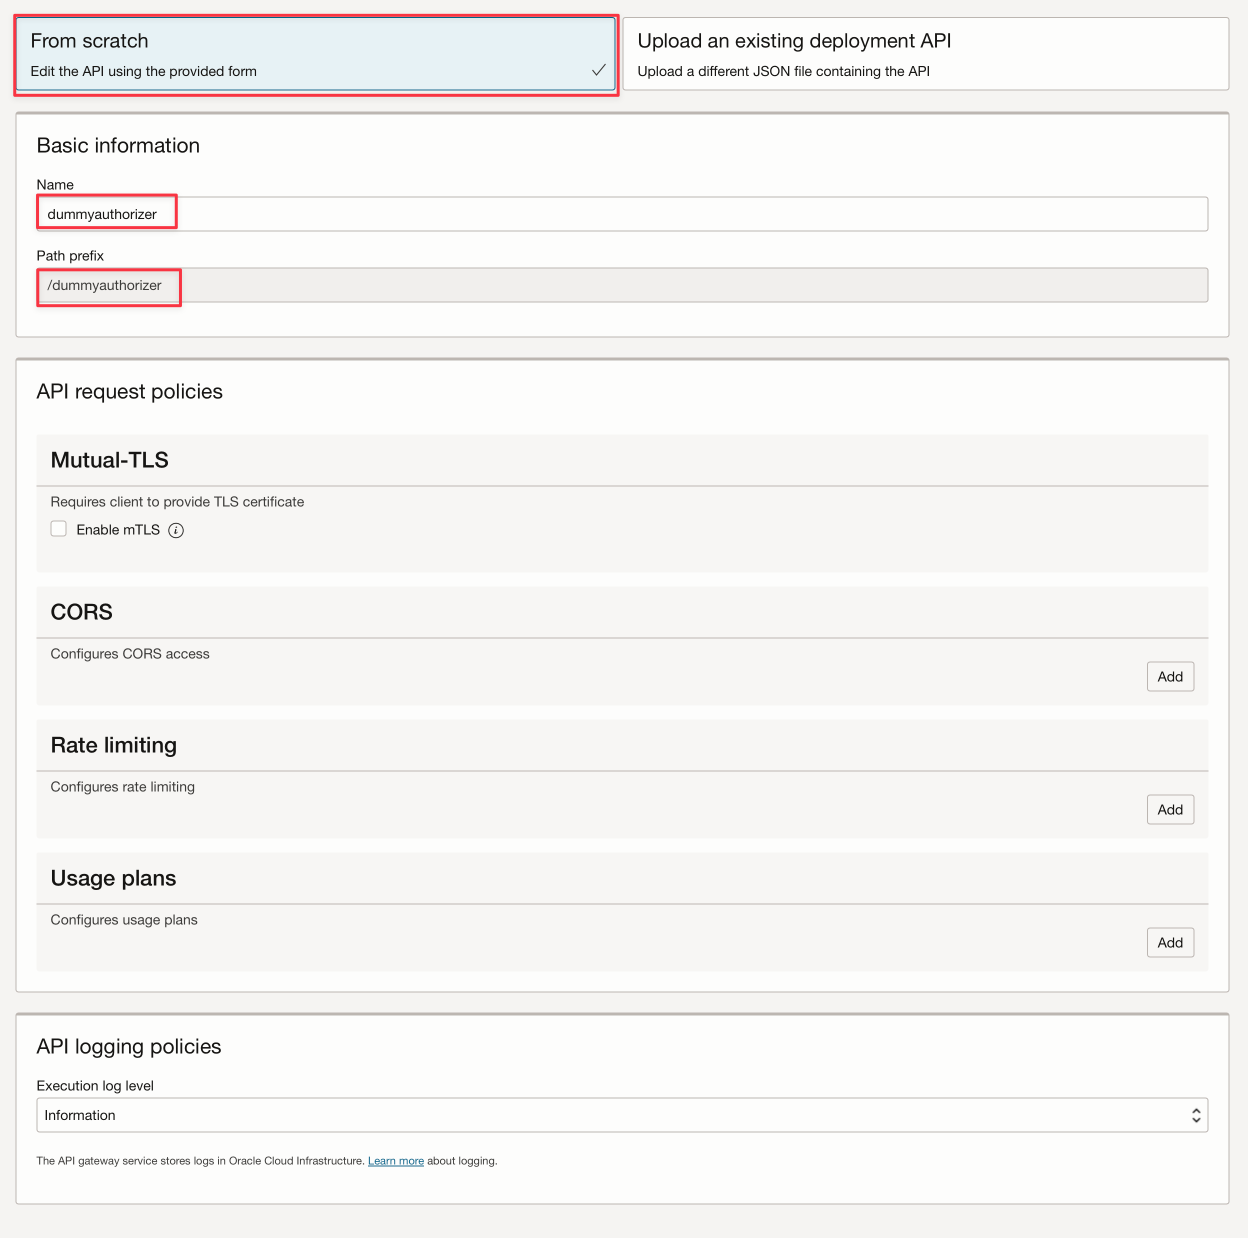 From scratch
Edit the API using the provided form
Upload an existing deployment API
Upload a different JSON file containing the API
Basic information
Name
dummyauthorizer
Path prefix
/dummyauthorizer
API request policies
Mutual-TLS
Requires client to provide TLS certificate
Enable mTLS
CORS
Configures CORS access
Add
Rate limiting
Configures rate limiting
Add
Usage plans
Configures usage plans
Add
API logging policies
Execution log level
Information
The API gateway service stores logs in Oracle Cloud Infrastructure. Learn more about logging.